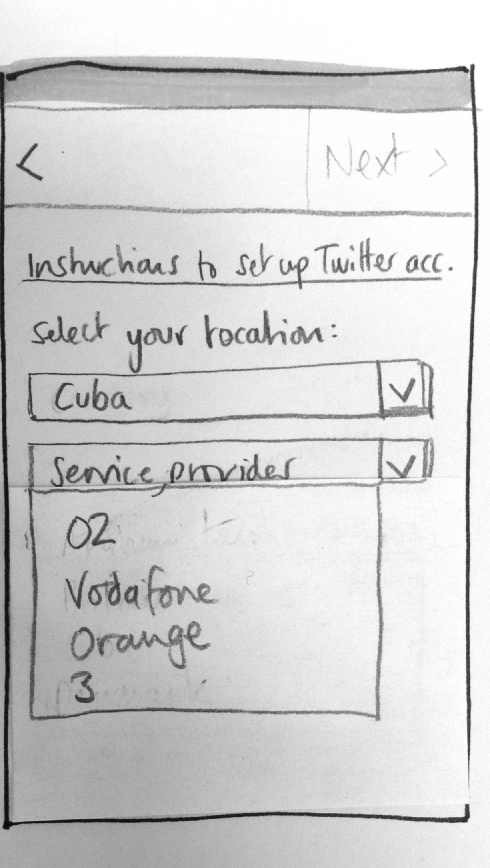 <
Next >
Instructions to set up Twitter acc.
Select your location:
Cuba
Service provider
O2
Vodafone
Orange
3